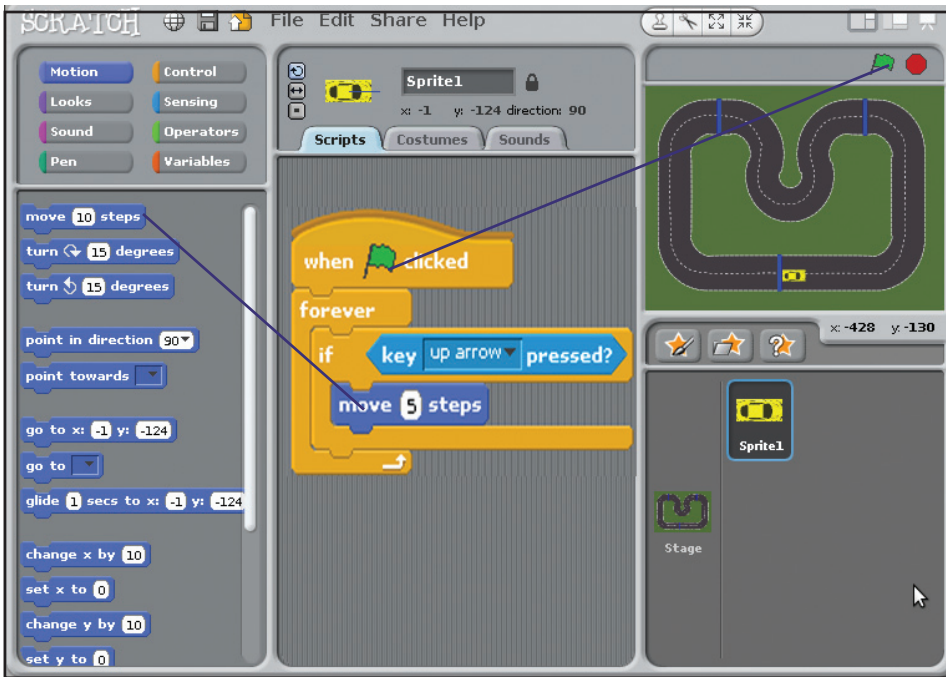 SCRATCH File Edit Share Help
Motion Control
Looks Sensing
Sound Operators
Pen Variables
move 10 steps
turn 15 degrees
turn 15 degrees
point in direction 90
point towards
go to x: -1 y: -124
go to
glide 1 secs to x: -1 y: -124
change x by 10
set x to 0
change y by 10
set y to 0
Sprite1
x: -1 y: -124 direction: 90
Scripts Costumes Sounds
when clicked
forever
if key up arrow pressed?
move 5 steps
x: -428 y: -130
Sprite1
Stage